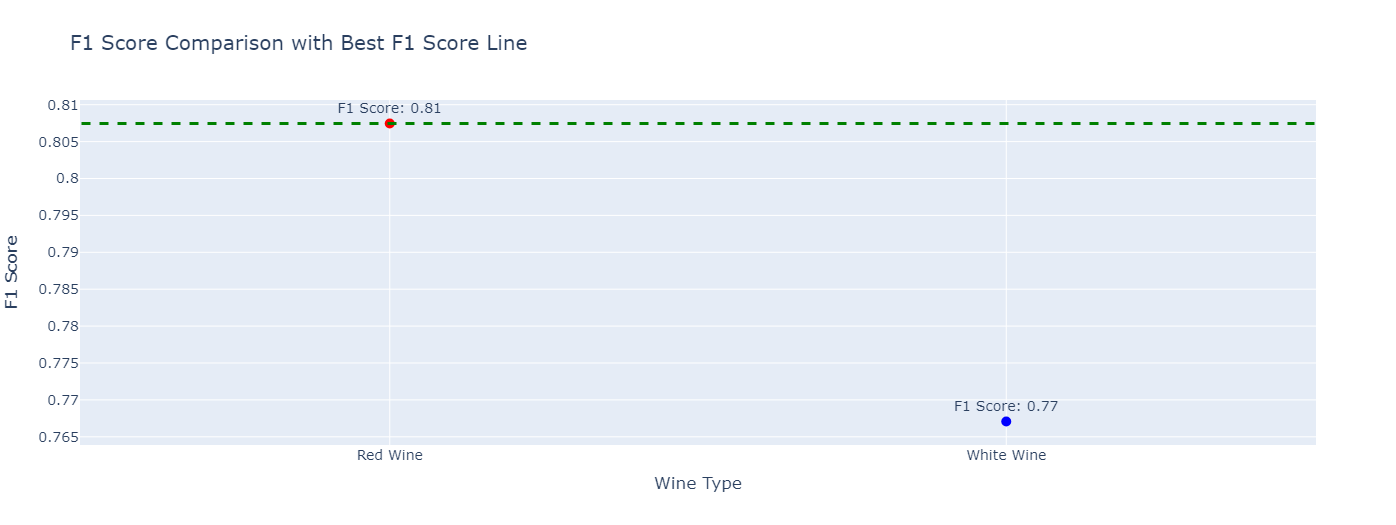 F1 Score Comparison with Best F1 Score Line
0.81
F1 Score: 0.81
0.805
0.8
0.795
0.79
0.785
0.78
0.775
0.77
F1 Score: 0.77
0.765
F1 Score
Red Wine
White Wine
Wine Type